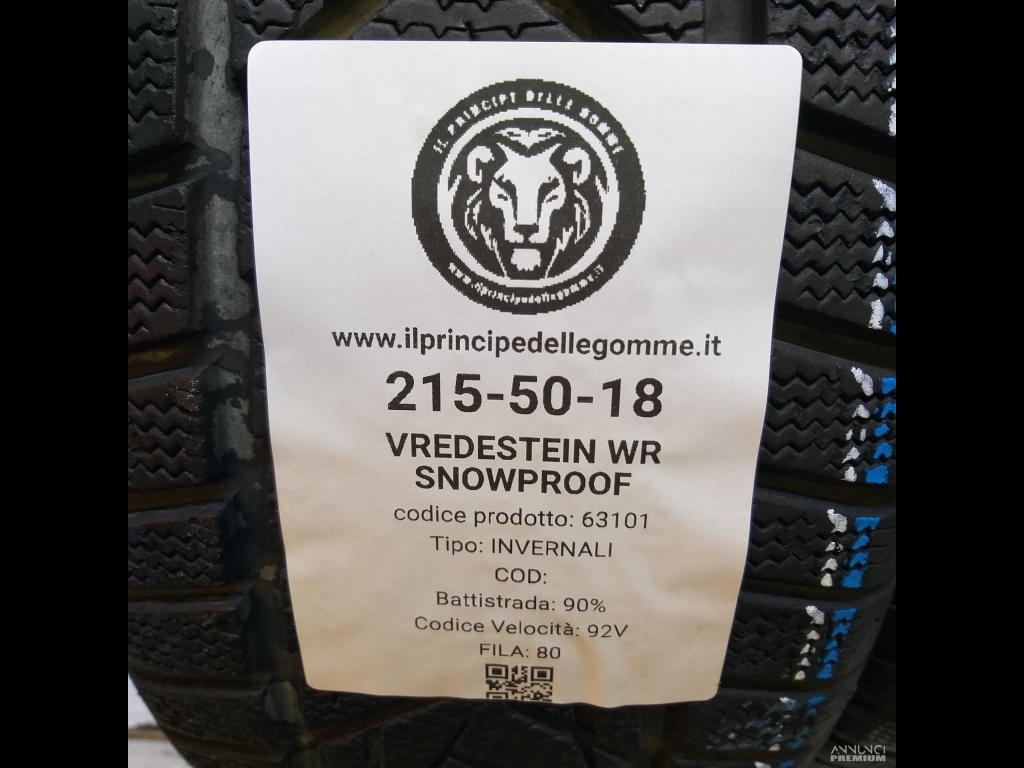 IL PRINCIPE DELLE GOMME
www.ilprincipedellegomme.it
www.ilprincipedellegomme.it
215-50-18
VREDESTEIN WR
SNOWPROOF
codice prodotto: 63101
Tipo: INVERNALI
COD:
Battistrada: 90%
Codice Velocità: 92V
FILA: 80
ANNUNCI
PREMIUM